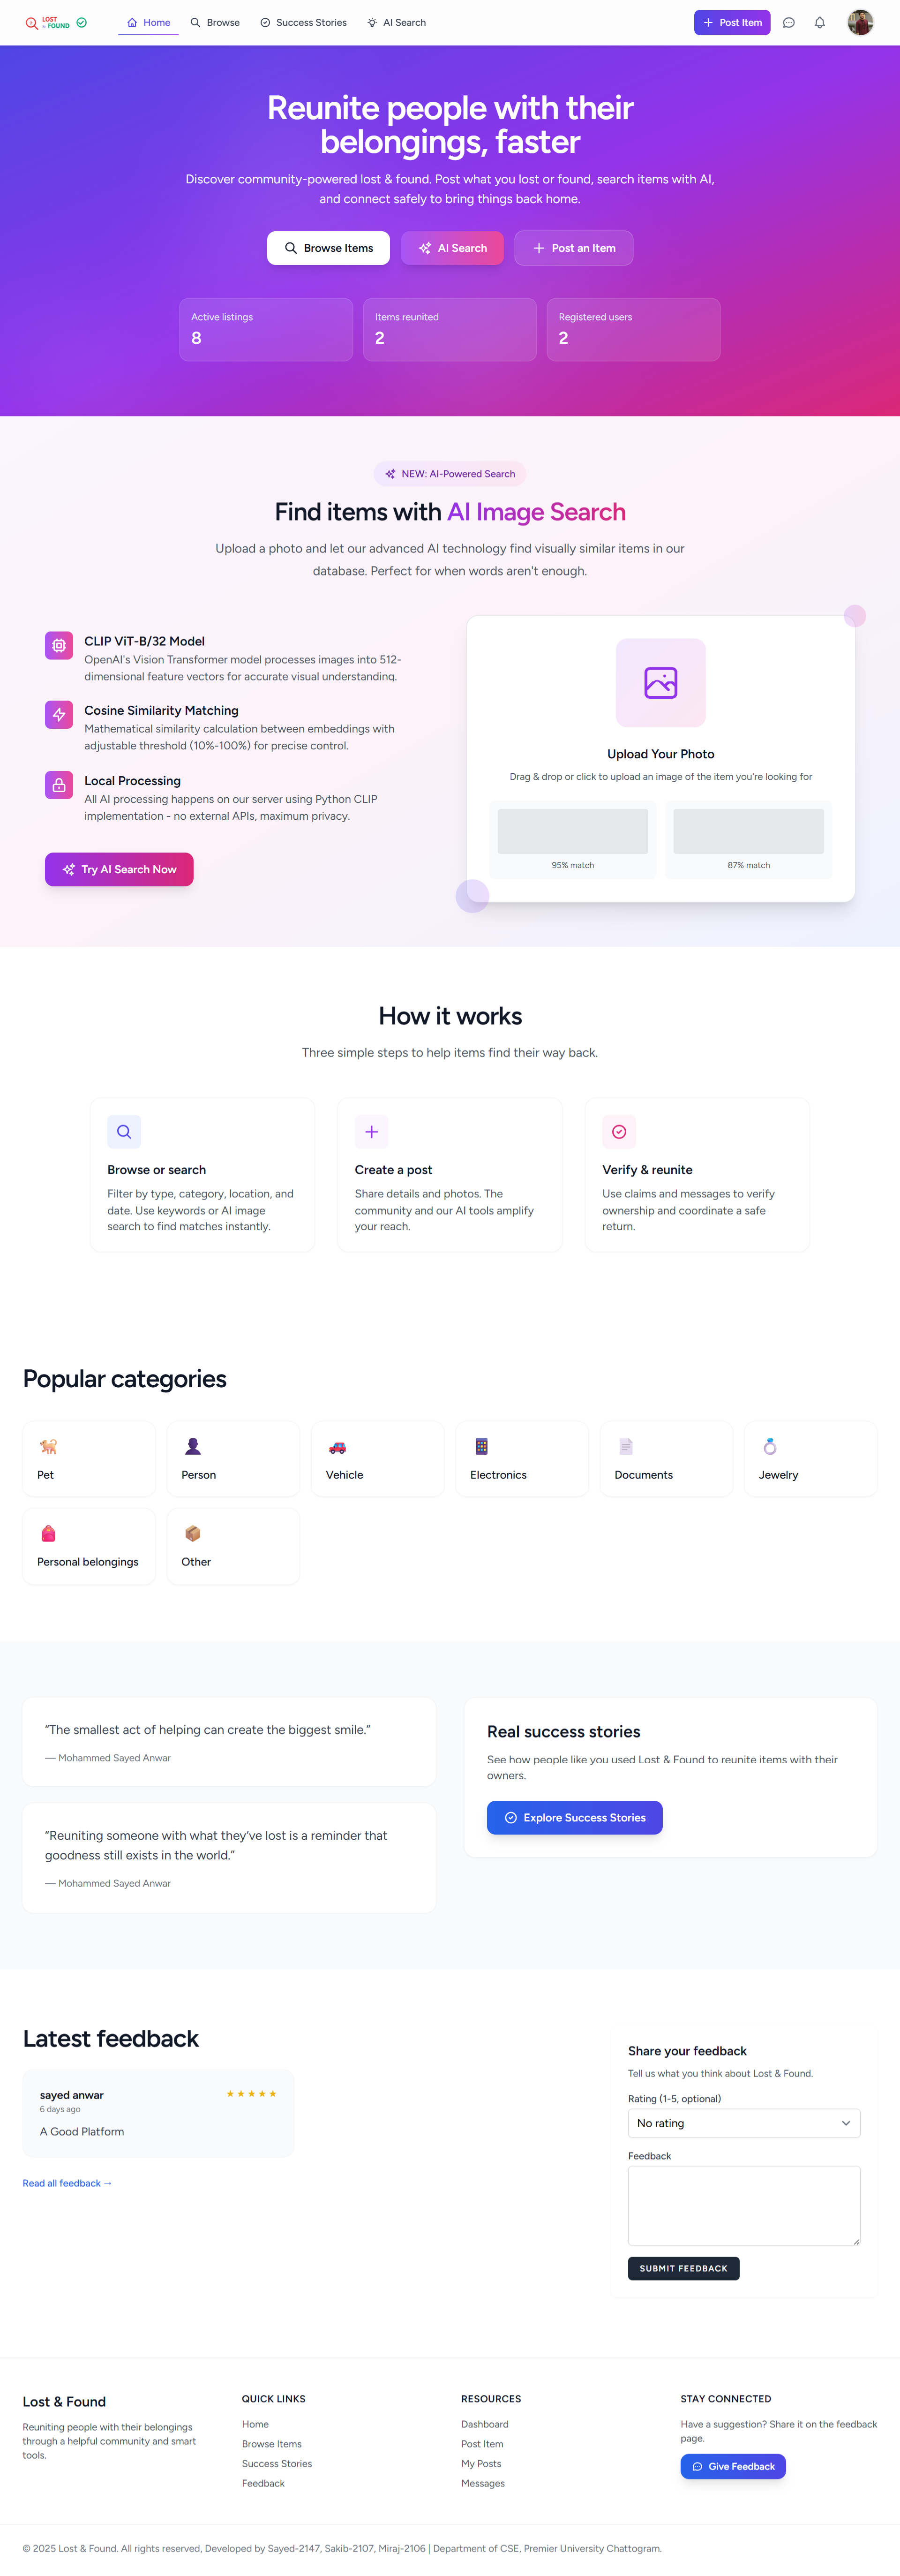 LOST
& FOUND
Home
Browse
Success Stories
AI Search
Post Item
Reunite people with their
belongings, faster
Discover community-powered lost & found. Post what you lost or found, search items with AI,
and connect safely to bring things back home.
Browse Items
AI Search
Post an Item
Active listings
8
Items reunited
2
Registered users
2
NEW: AI-Powered Search
Find items with AI Image Search
Upload a photo and let our advanced AI technology find visually similar items in our
database. Perfect for when words aren't enough.
CLIP ViT-B/32 Model
OpenAI's Vision Transformer model processes images into 512-
dimensional feature vectors for accurate visual understanding.
Cosine Similarity Matching
Mathematical similarity calculation between embeddings with
adjustable threshold (10%-100%) for precise control.
Local Processing
All AI processing happens on our server using Python CLIP
implementation - no external APIs, maximum privacy.
Try AI Search Now
Upload Your Photo
Drag & drop or click to upload an image of the item you're looking for
95% match
87% match
How it works
Three simple steps to help items find their way back.
Browse or search
Filter by type, category, location, and
date. Use keywords or AI image
search to find matches instantly.
Create a post
Share details and photos. The
community and our AI tools amplify
your reach.
Verify & reunite
Use claims and messages to verify
ownership and coordinate a safe
return.
Popular categories
Pet
Person
Vehicle
Electronics
Documents
Jewelry
Personal belongings
Other
“The smallest act of helping can create the biggest smile.”
— Mohammed Sayed Anwar
“Reuniting someone with what they’ve lost is a reminder that
goodness still exists in the world.”
— Mohammed Sayed Anwar
Real success stories
See how people like you used Lost & Found to reunite items with their
owners.
Explore Success Stories
Latest feedback
sayed anwar
★★★★★
6 days ago
A Good Platform
Read all feedback →
Share your feedback
Tell us what you think about Lost & Found.
Rating (1-5, optional)
No rating
Feedback
SUBMIT FEEDBACK
Lost & Found
Reuniting people with their belongings
through a helpful community and smart
tools.
QUICK LINKS
Home
Browse Items
Success Stories
Feedback
RESOURCES
Dashboard
Post Item
My Posts
Messages
STAY CONNECTED
Have a suggestion? Share it on the feedback
page.
Give Feedback
© 2025 Lost & Found. All rights reserved, Developed by Sayed-2147, Sakib-2107, Miraj-2106 | Department of CSE, Premier University Chattogram.